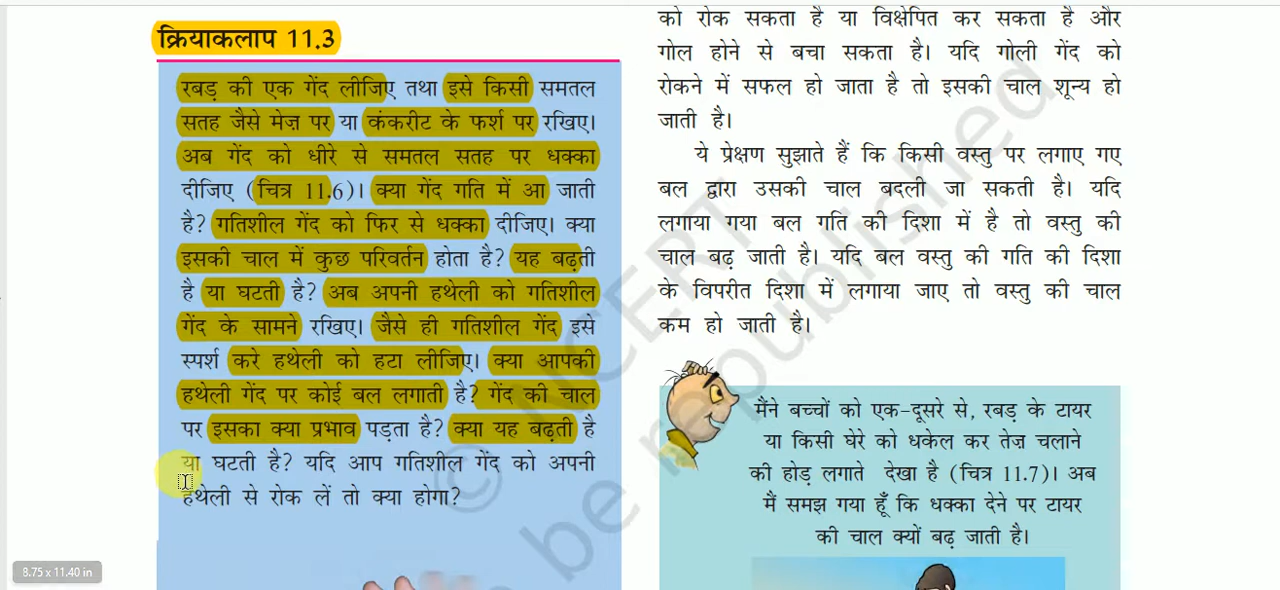 क्रियाकलाप 11.3
रबड़ की एक गेंद लीजिए तथा इसे किसी समतल
सतह जैसे मेज़ पर या कंकरीट के फर्श पर रखिए।
अब गेंद को धीरे से समतल सतह पर धक्का
दीजिए (चित्र 11.6)। क्या गेंद गति में आ जाती
है? गतिशील गेंद को फिर से धक्का दीजिए। क्या
इसकी चाल में कुछ परिवर्तन होता है? यह बढ़ती
है या घटती है? अब अपनी हथेली को गतिशील
गेंद के सामने रखिए। जैसे ही गतिशील गेंद इसे
स्पर्श करे हथेली को हटा लीजिए। क्या आपकी
हथेली गेंद पर कोई बल लगाती है? गेंद की चाल
पर इसका क्या प्रभाव पड़ता है? क्या यह बढ़ती है
या घटती है? यदि आप गतिशील गेंद को अपनी
हथेली से रोक लें तो क्या होगा?
को रोक सकता है या विक्षेपित कर सकता है और
गोल होने से बचा सकता है। यदि गोली गेंद को
रोकने में सफल हो जाता है तो इसकी चाल शून्य हो
जाती है।
ये प्रेक्षण सुझाते हैं कि किसी वस्तु पर लगाए गए
बल द्वारा उसकी चाल बदली जा सकती है। यदि
लगाया गया बल गति की दिशा में है तो वस्तु की
चाल बढ़ जाती है। यदि बल वस्तु की गति की दिशा
के विपरीत दिशा में लगाया जाए तो वस्तु की चाल
कम हो जाती है।
मैंने बच्चों को एक-दूसरे से, रबड़ के टायर
या किसी घेरे को धकेल कर तेज़ चलाने
की होड़ लगाते देखा है (चित्र 11.7)। अब
मैं समझ गया हूँ कि धक्का देने पर टायर
की चाल क्यों बढ़ जाती है।
© NCERT
be republished
8.75 x 11.40 in